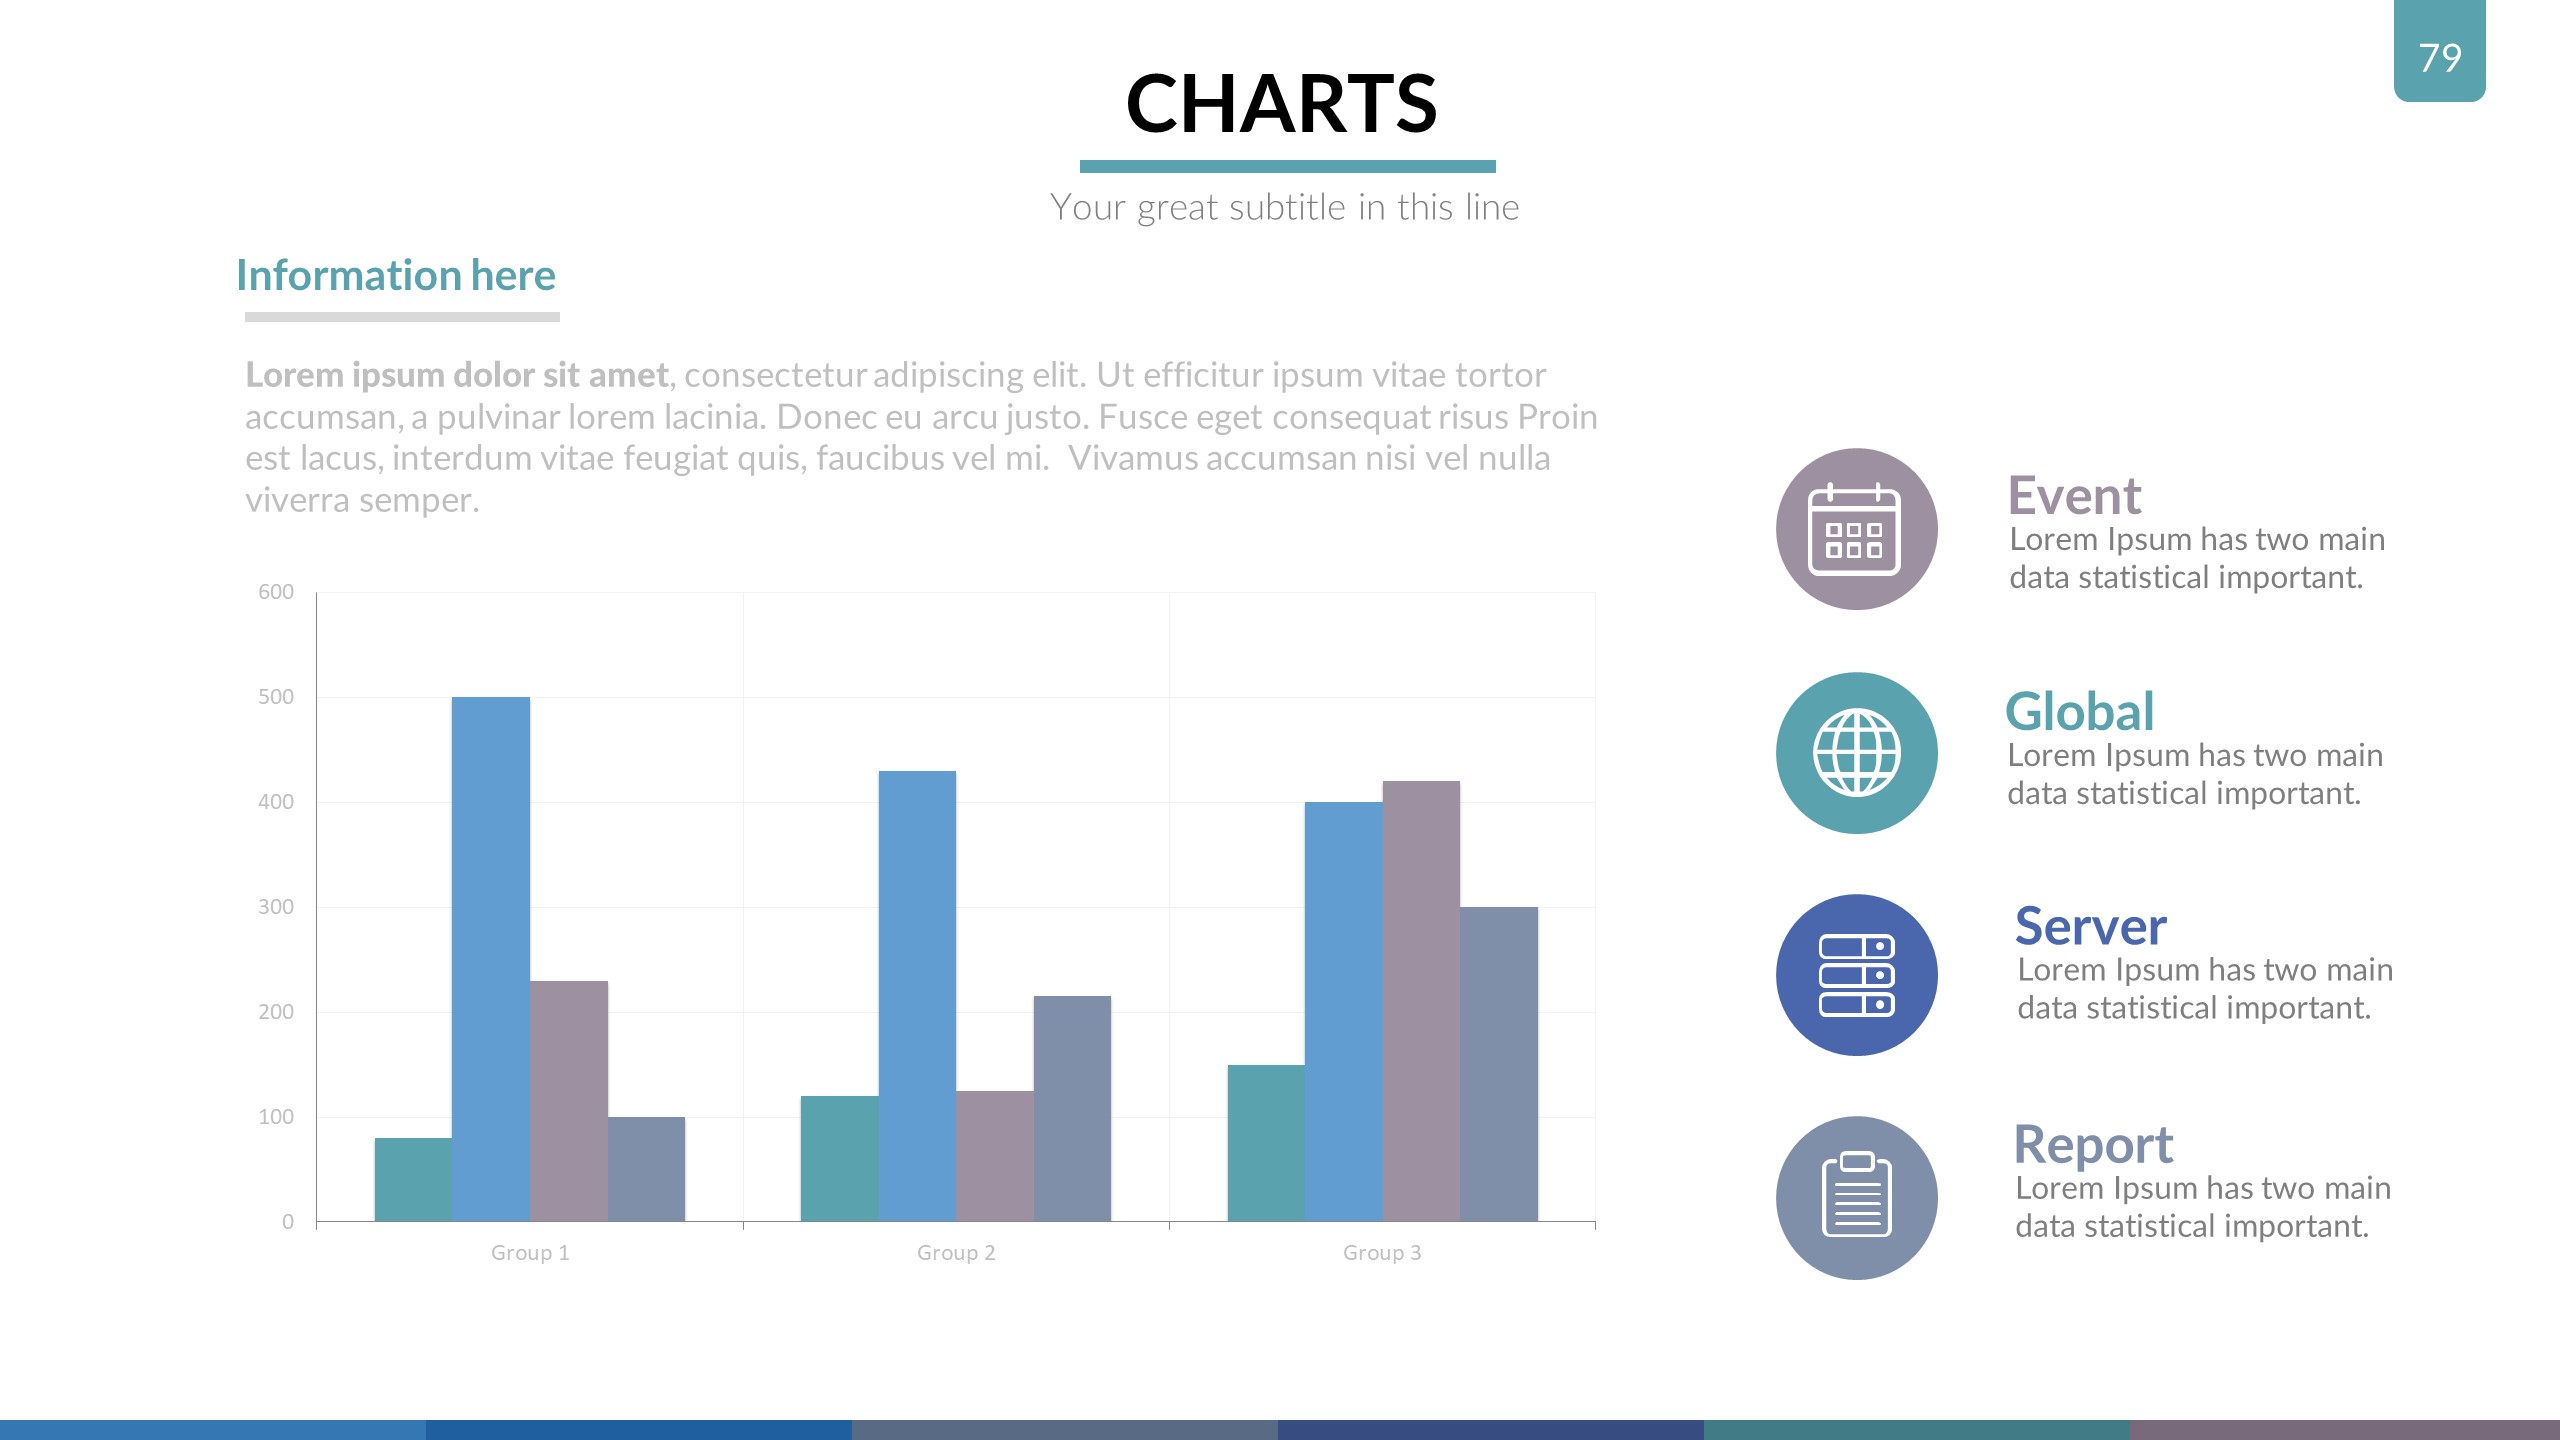 79
CHARTS
Your great subtitle in this line
Information here
Lorem ipsum dolor sit amet, consectetur adipiscing elit. Ut efficitur ipsum vitae tortor
accumsan, a pulvinar lorem lacinia. Donec eu arcu justo. Fusce eget consequat risus Proin
est lacus, interdum vitae feugiat quis, faucibus vel mi.  Vivamus accumsan nisi vel nulla
viverra semper.
600
500
400
300
200
100
0
Group 1
Group 2
Group 3
Event
Lorem Ipsum has two main
data statistical important.
Global
Lorem Ipsum has two main
data statistical important.
Server
Lorem Ipsum has two main
data statistical important.
Report
Lorem Ipsum has two main
data statistical important.